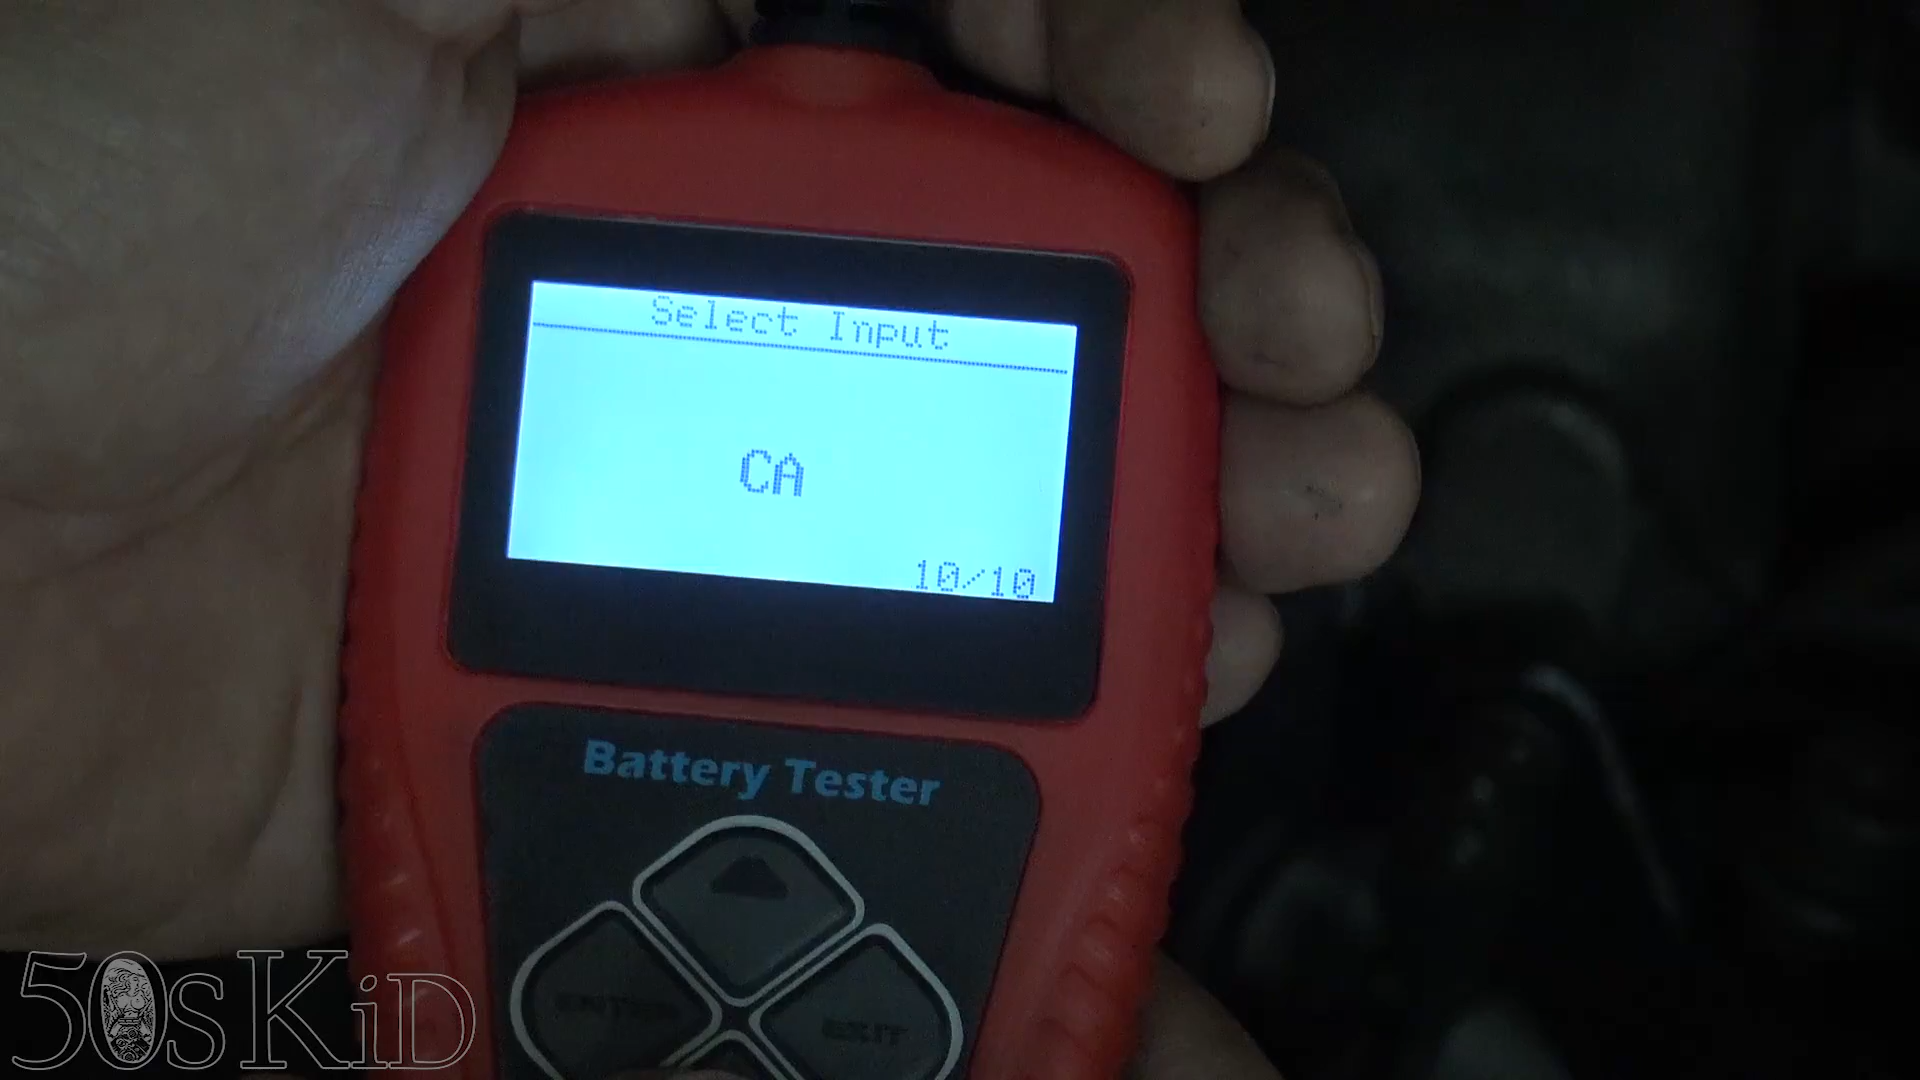 Select Input
CA
10/10
Battery Tester
ENTER
EXIT
50sKiD